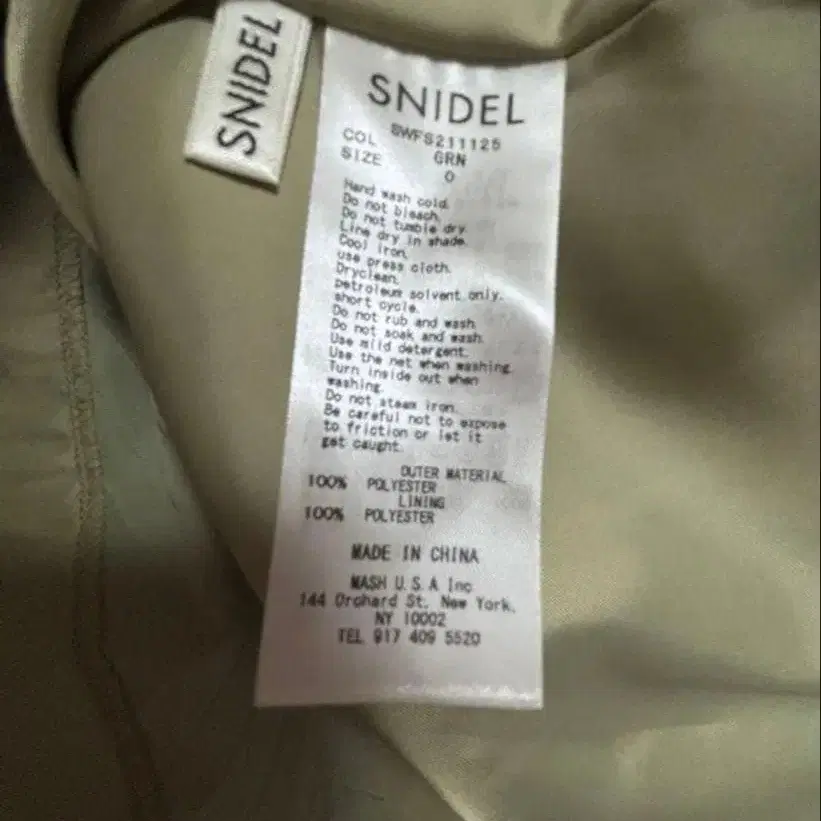 SNIDEL
SNIDEL
SWFS211125
COL GRN
SIZE 0
Hand wash cold.
Do not bleach.
Do not tumble dry.
Line dry in shade.
Cool iron,
use press cloth.
Dryclean,
petroleum solvent only.
short cycle.
Do not rub and wash.
Do not soak and wash.
Use mild detergent.
Use the net when washing.
Turn inside out when
washing.
Do not steam iron.
Be careful not to expose
to friction or let it
get caught.
OUTER MATERIAL
100% POLYESTER
LINING
100% POLYESTER
MADE IN CHINA
MASH U.S.A Inc
144 Orchard St. New York,
NY 10002
TEL 917 409 5520